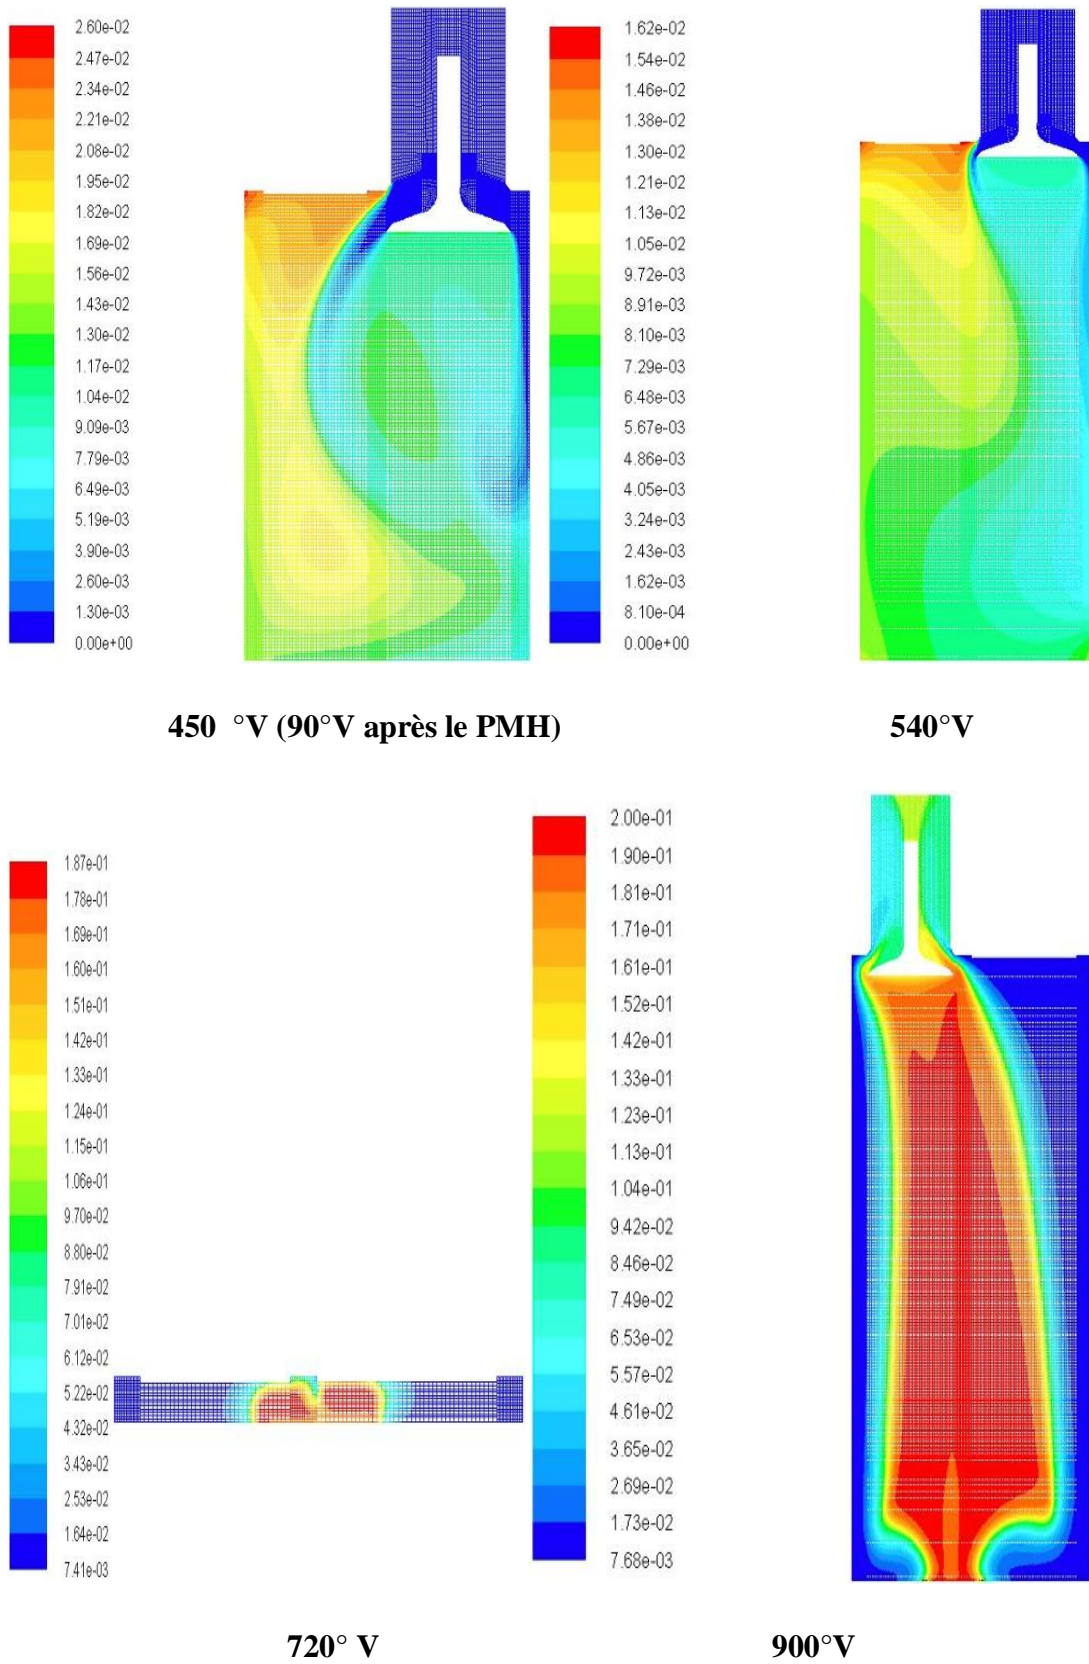 2.60e-02
2.47e-02
2.34e-02
2.21e-02
2.08e-02
1.95e-02
1.82e-02
1.69e-02
1.56e-02
1.43e-02
1.30e-02
1.17e-02
1.04e-02
9.09e-03
7.79e-03
6.49e-03
5.19e-03
3.90e-03
2.60e-03
1.30e-03
0.00e+00
1.62e-02
1.54e-02
1.46e-02
1.38e-02
1.30e-02
1.21e-02
1.13e-02
1.05e-02
9.72e-03
8.91e-03
8.10e-03
7.29e-03
6.48e-03
5.67e-03
4.86e-03
4.05e-03
3.24e-03
2.43e-03
1.62e-03
8.10e-04
0.00e+00
450 °V (90°V après le PMH)
540°V
1.87e-01
1.78e-01
1.69e-01
1.60e-01
1.51e-01
1.42e-01
1.33e-01
1.24e-01
1.15e-01
1.06e-01
9.70e-02
8.80e-02
7.91e-02
7.01e-02
6.12e-02
5.22e-02
4.32e-02
3.43e-02
2.53e-02
1.64e-02
7.41e-03
2.00e-01
1.90e-01
1.81e-01
1.71e-01
1.61e-01
1.52e-01
1.42e-01
1.33e-01
1.23e-01
1.13e-01
1.04e-01
9.42e-02
8.46e-02
7.49e-02
6.53e-02
5.57e-02
4.61e-02
3.65e-02
2.69e-02
1.73e-02
7.68e-03
720° V
900°V